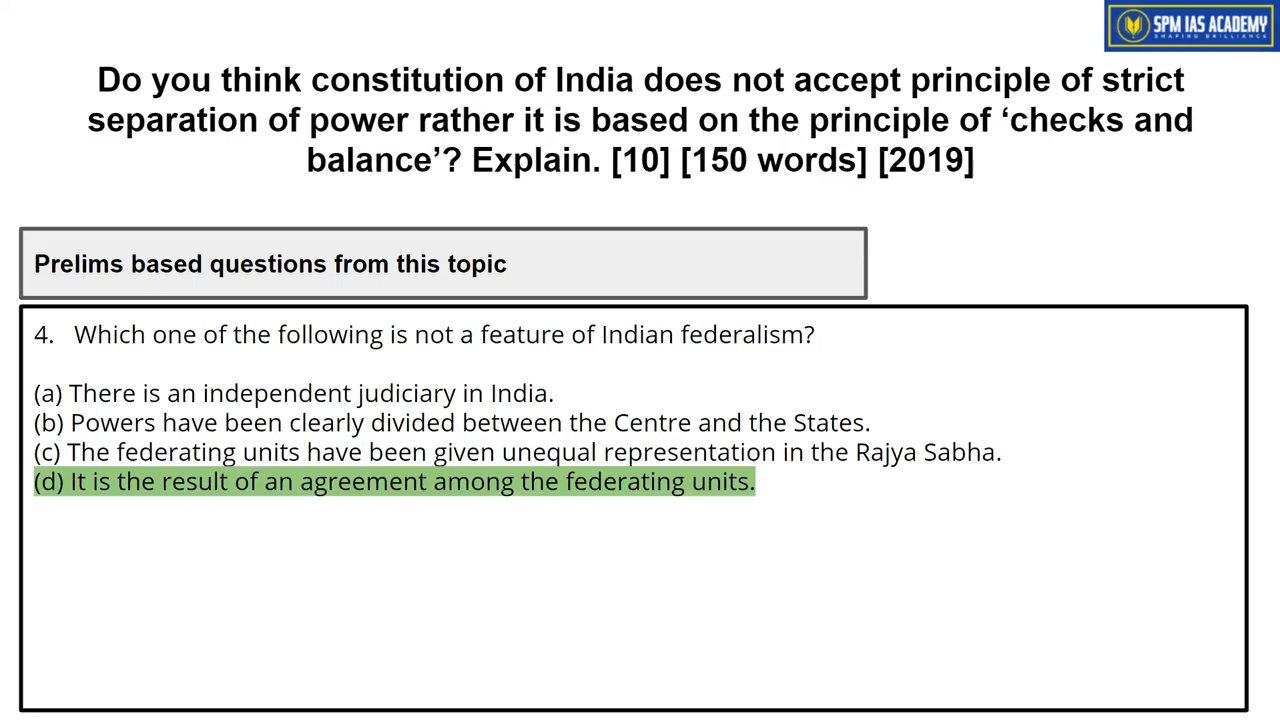 SPM IAS ACADEMY
SHAPING BRILLIANCE
Do you think constitution of India does not accept principle of strict
separation of power rather it is based on the principle of ‘checks and
balance’? Explain. [10] [150 words] [2019]
Prelims based questions from this topic
4. Which one of the following is not a feature of Indian federalism?
(a) There is an independent judiciary in India.
(b) Powers have been clearly divided between the Centre and the States.
(c) The federating units have been given unequal representation in the Rajya Sabha.
(d) It is the result of an agreement among the federating units.